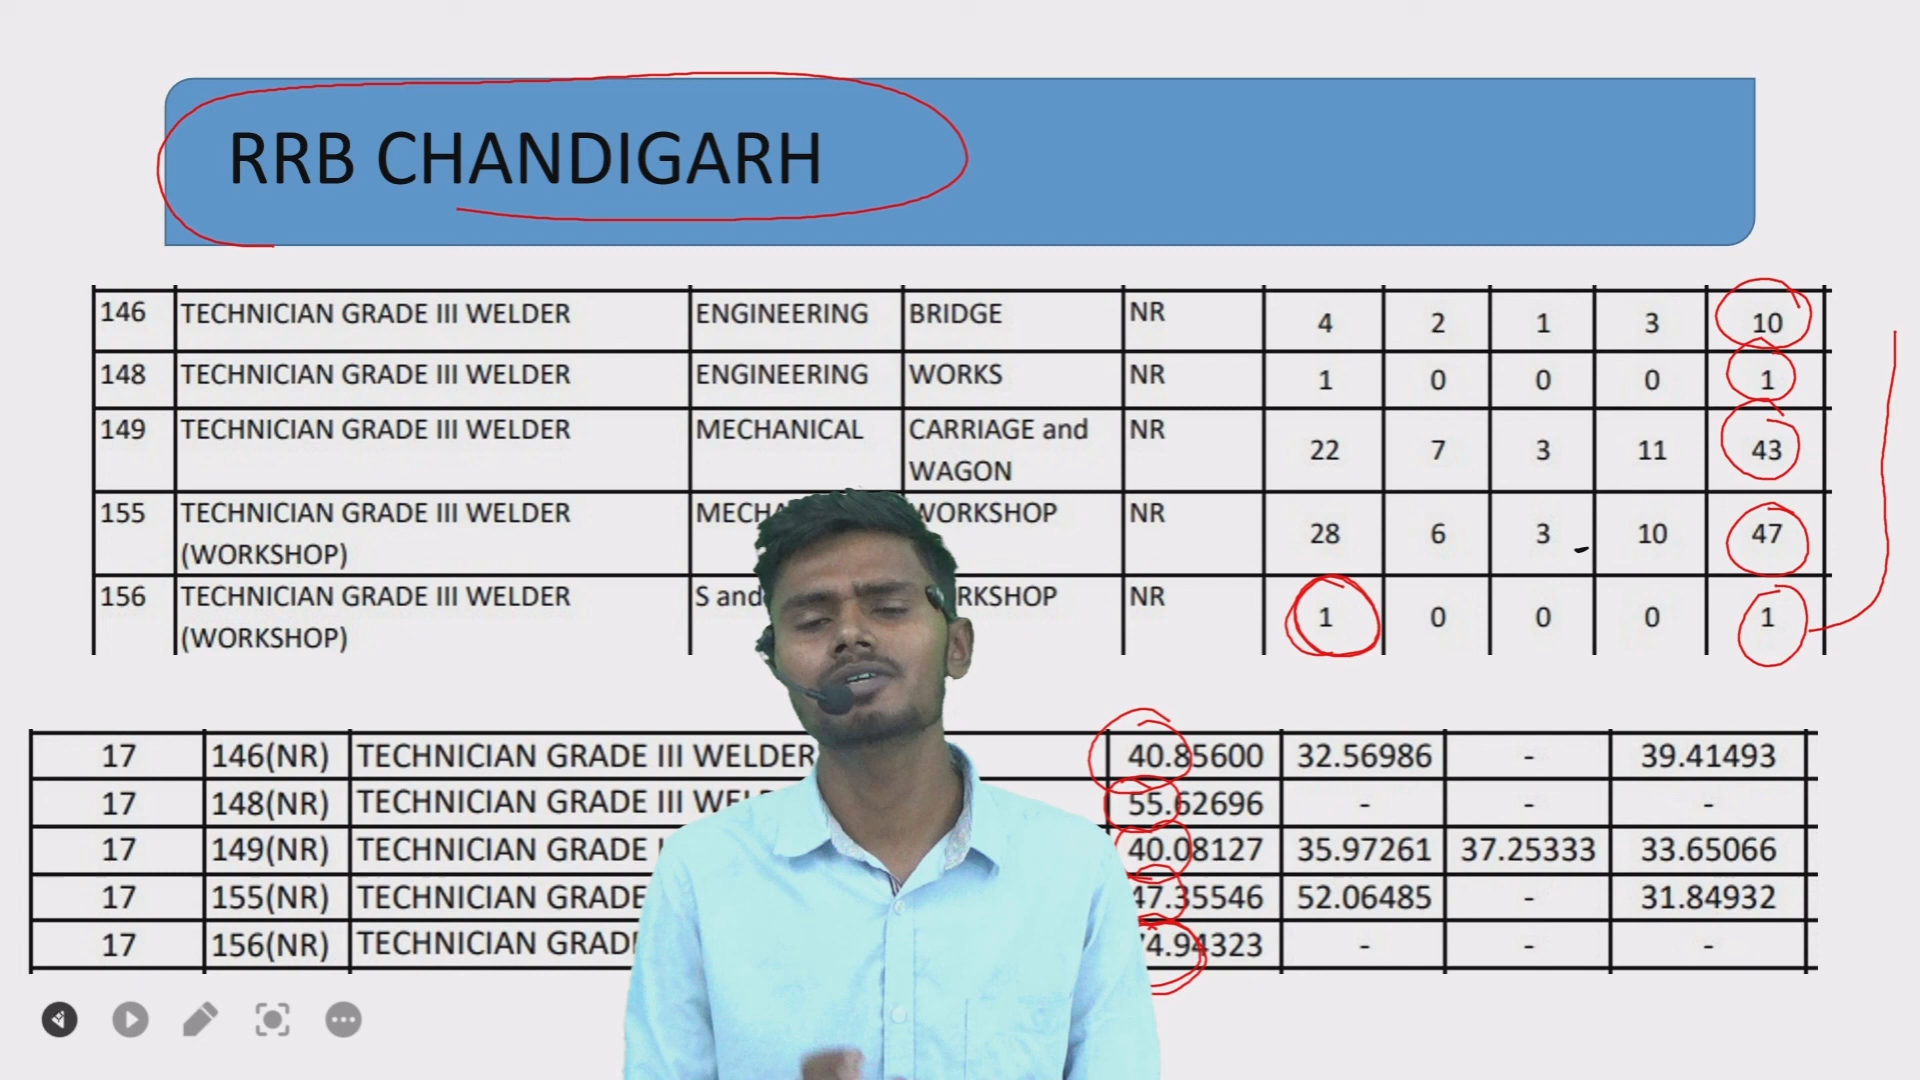 RRB CHANDIGARH
146 TECHNICIAN GRADE III WELDER ENGINEERING BRIDGE NR 4 2 1 3 10
148 TECHNICIAN GRADE III WELDER ENGINEERING WORKS NR 1 0 0 0 1
149 TECHNICIAN GRADE III WELDER MECHANICAL CARRIAGE and NR 22 7 3 11 43
WAGON
155 TECHNICIAN GRADE III WELDER WORKSHOP NR 28 6 3 10 47
(WORKSHOP)
156 TECHNICIAN GRADE III WELDER S and NR 1 0 0 0 1
(WORKSHOP)
17 146(NR) TECHNICIAN GRADE III WELDER 40.85600 32.56986 - 39.41493
17 148(NR) TECHNICIAN GRADE III 55.62696 - - -
17 149(NR) TECHNICIAN GRADE 40.08127 35.97261 37.25333 33.65066
17 155(NR) TECHNICIAN GRADE 47.35546 52.06485 - 31.84932
17 156(NR) TECHNICIAN - - -